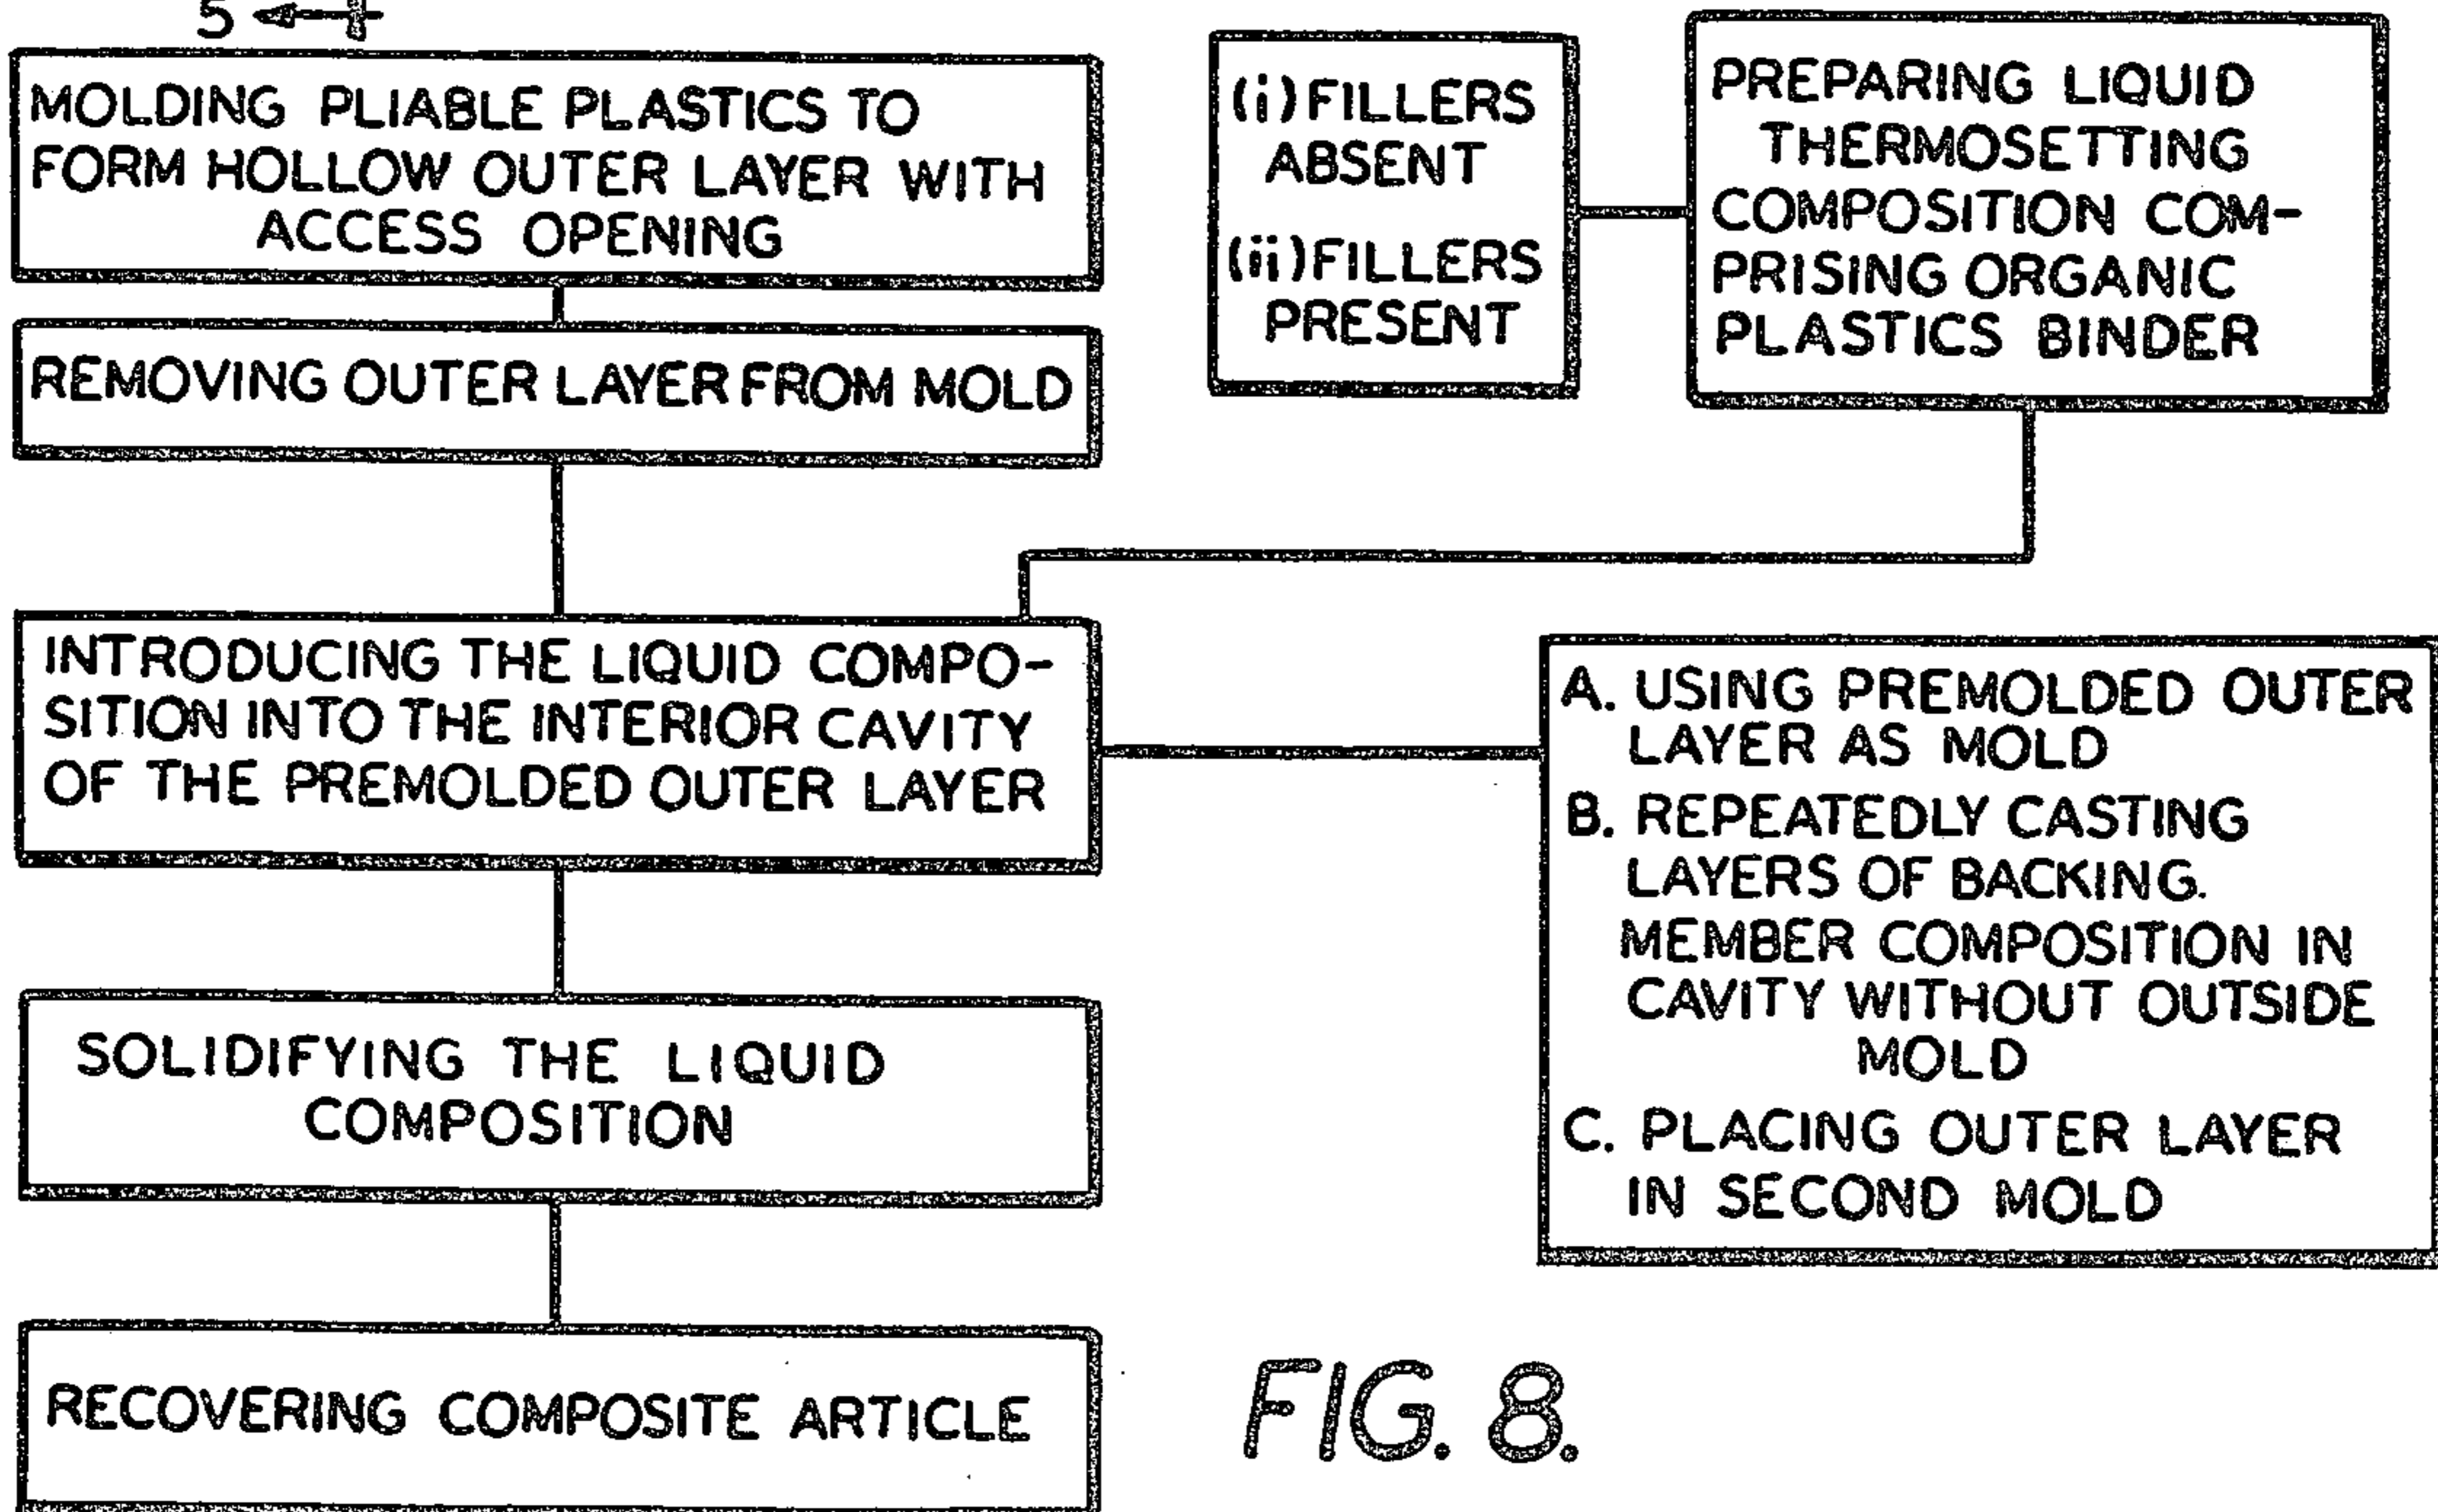 5
MOLDING PLIABLE PLASTICS TO
FORM HOLLOW OUTER LAYER WITH
ACCESS OPENING
REMOVING OUTER LAYER FROM MOLD
(i) FILLERS
ABSENT
(ii) FILLERS
PRESENT
PREPARING LIQUID
THERMOSETTING
COMPOSITION COM-
PRISING ORGANIC
PLASTICS BINDER
INTRODUCING THE LIQUID COMPO-
SITION INTO THE INTERIOR CAVITY
OF THE PREMOLDED OUTER LAYER
A. USING PREMOLDED OUTER
LAYER AS MOLD
B. REPEATEDLY CASTING
LAYERS OF BACKING.
MEMBER COMPOSITION IN
CAVITY WITHOUT OUTSIDE
MOLD
C. PLACING OUTER LAYER
IN SECOND MOLD
SOLIDIFYING THE LIQUID
COMPOSITION
RECOVERING COMPOSITE ARTICLE
FIG. 8.